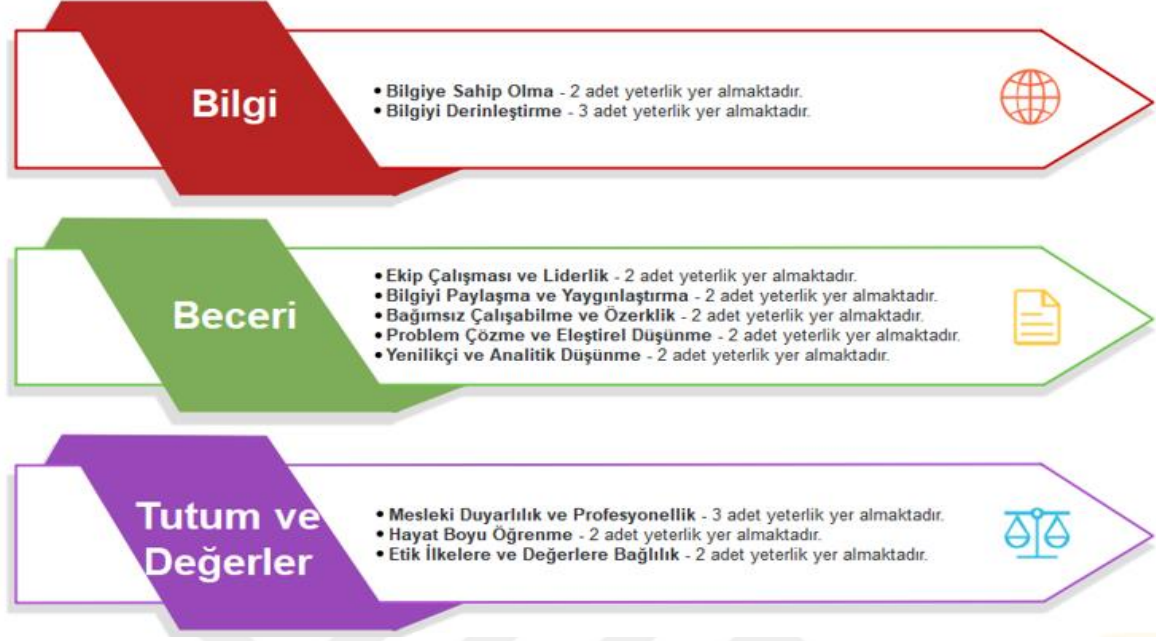 Bilgi
• Bilgiye Sahip Olma - 2 adet yeterlik yer almaktadır.
• Bilgiyi Derinleştirme - 3 adet yeterlik yer almaktadır.
Beceri
• Ekip Çalışması ve Liderlik - 2 adet yeterlik yer almaktadır.
• Bilgiyi Paylaşma ve Yaygınlaştırma - 2 adet yeterlik yer almaktadır.
• Bağımsız Çalışabilme ve Özerklik - 2 adet yeterlik yer almaktadır.
• Problem Çözme ve Eleştirel Düşünme - 2 adet yeterlik yer almaktadır.
• Yenilikçi ve Analitik Düşünme - 2 adet yeterlik yer almaktadır.
Tutum ve
Değerler
• Mesleki Duyarlılık ve Profesyonellik - 3 adet yeterlik yer almaktadır.
• Hayat Boyu Öğrenme - 2 adet yeterlik yer almaktadır.
• Etik İlkelere ve Değerlere Bağlılık - 2 adet yeterlik yer almaktadır.